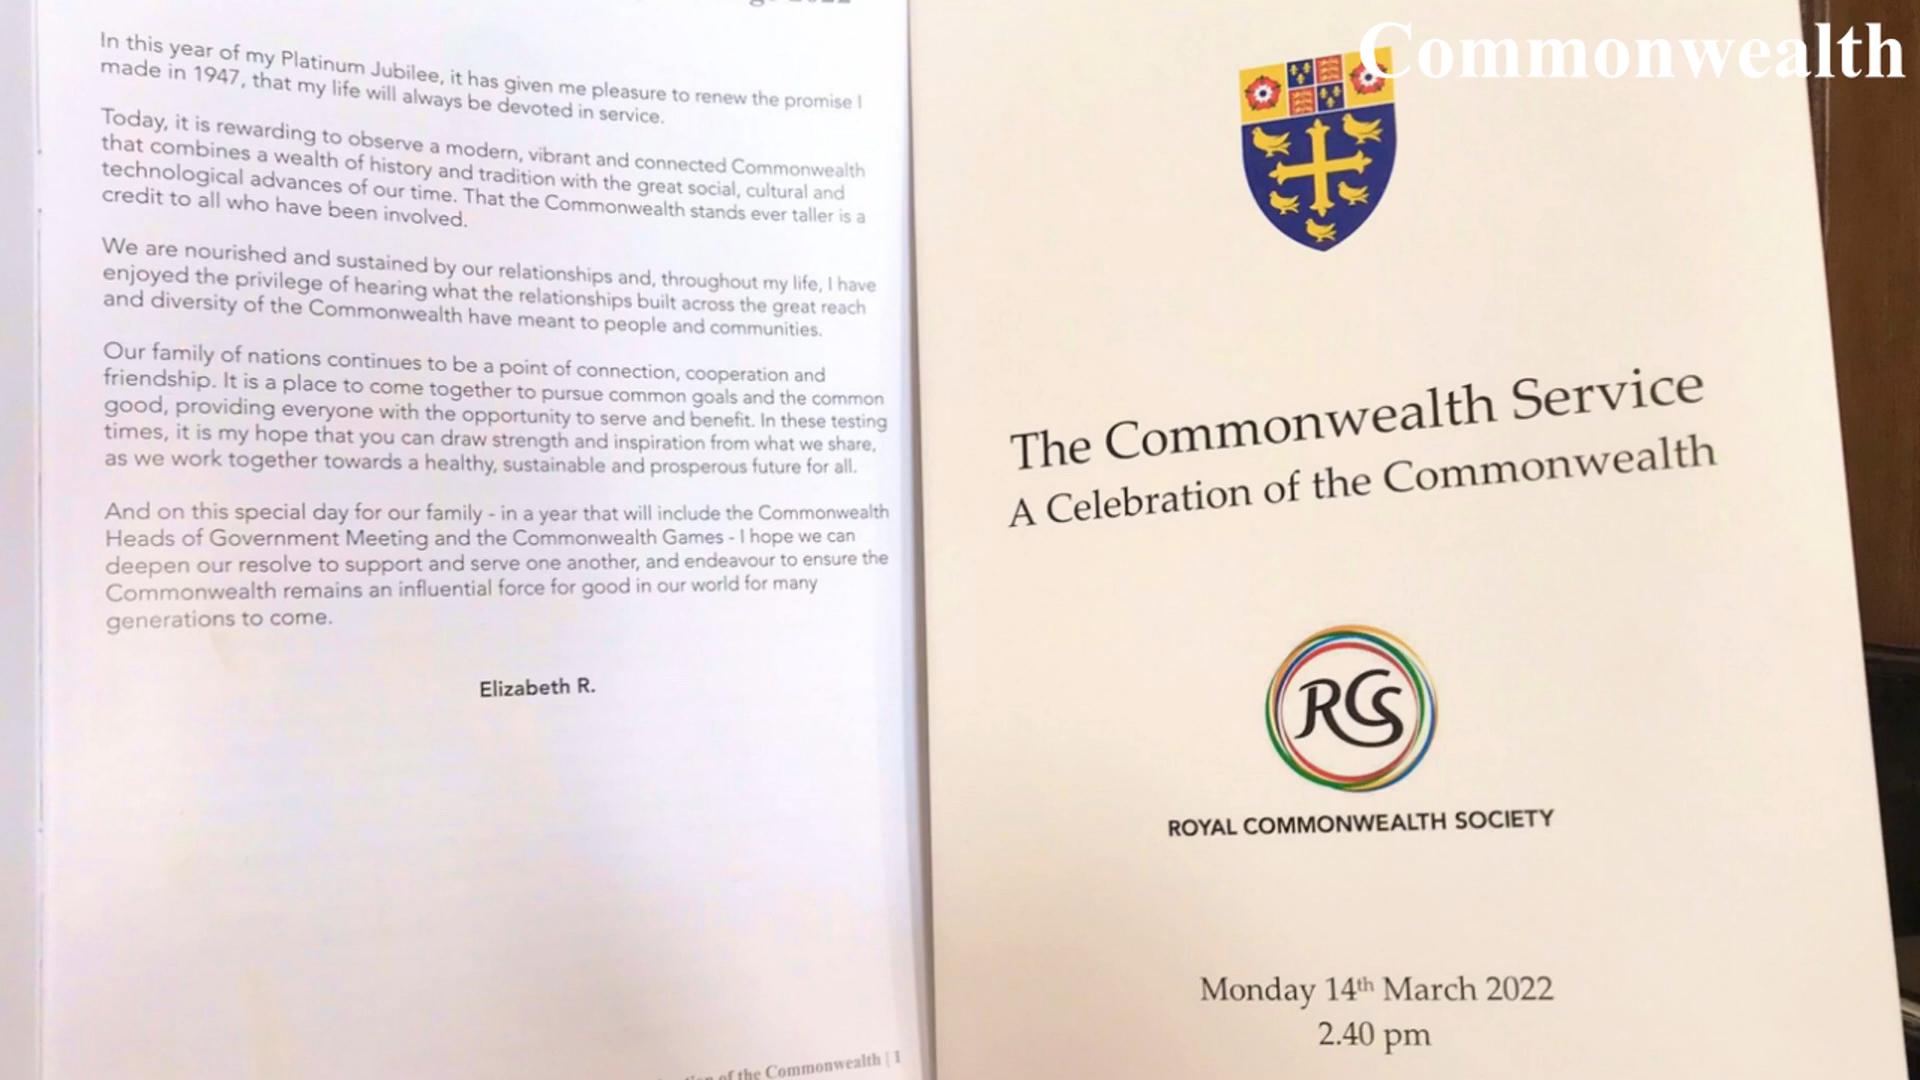 2022
In this year of my Platinum Jubilee, it has given me pleasure to renew the promise I
made in 1947, that my life will always be devoted in service.
Today, it is rewarding to observe a modern, vibrant and connected Commonwealth
that combines a wealth of history and tradition with the great social, cultural and
technological advances of our time. That the Commonwealth stands ever taller is a
credit to all who have been involved.
We are nourished and sustained by our relationships and, throughout my life, I have
enjoyed the privilege of hearing what the relationships built across the great reach
and diversity of the Commonwealth have meant to people and communities.
Our family of nations continues to be a point of connection, cooperation and
friendship. It is a place to come together to pursue common goals and the common
good, providing everyone with the opportunity to serve and benefit. In these testing
times, it is my hope that you can draw strength and inspiration from what we share,
as we work together towards a healthy, sustainable and prosperous future for all.
And on this special day for our family - in a year that will include the Commonwealth
Heads of Government Meeting and the Commonwealth Games - I hope we can
deepen our resolve to support and serve one another, and endeavour to ensure the
Commonwealth remains an influential force for good in our world for many
generations to come.
Elizabeth R.
of the Commonwealth | 1
Commonwealth
The Commonwealth Service
A Celebration of the Commonwealth
RCS
ROYAL COMMONWEALTH SOCIETY
Monday 14th March 2022
2.40 pm